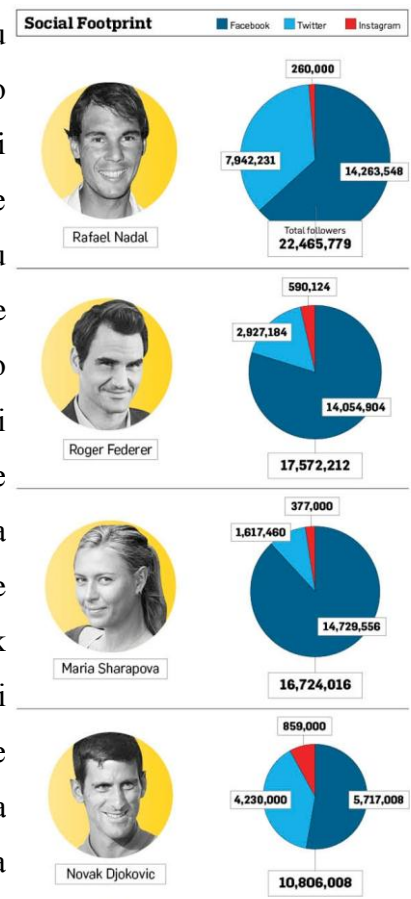 Social Footprint
Facebook Twitter Instagram
260,000
7,942,231
14,263,548
Rafael Nadal
Total followers
22,465,779
590,124
2,927,184
14,054,904
Roger Federer
17,572,212
377,000
1,617,460
14,729,556
Maria Sharapova
16,724,016
859,000
4,230,000
5,717,008
Novak Djokovic
10,806,008